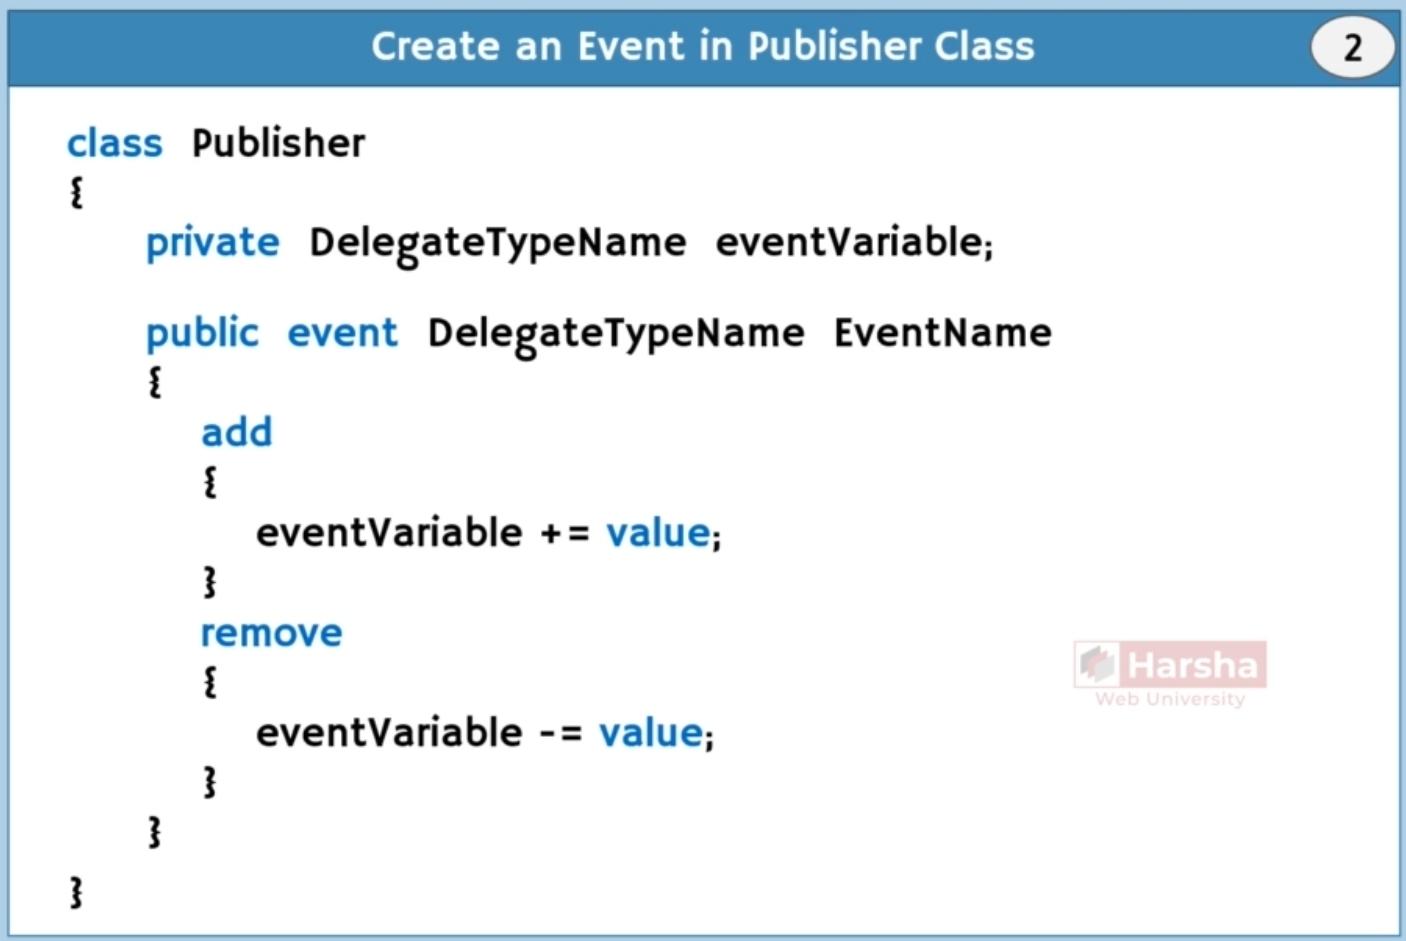 Create an Event in Publisher Class
2
class Publisher
{
private DelegateTypeName eventVariable;
public event DelegateTypeName EventName
{
add
{
eventVariable += value;
}
remove
{
eventVariable -= value;
}
}
}
Harsha
Web University